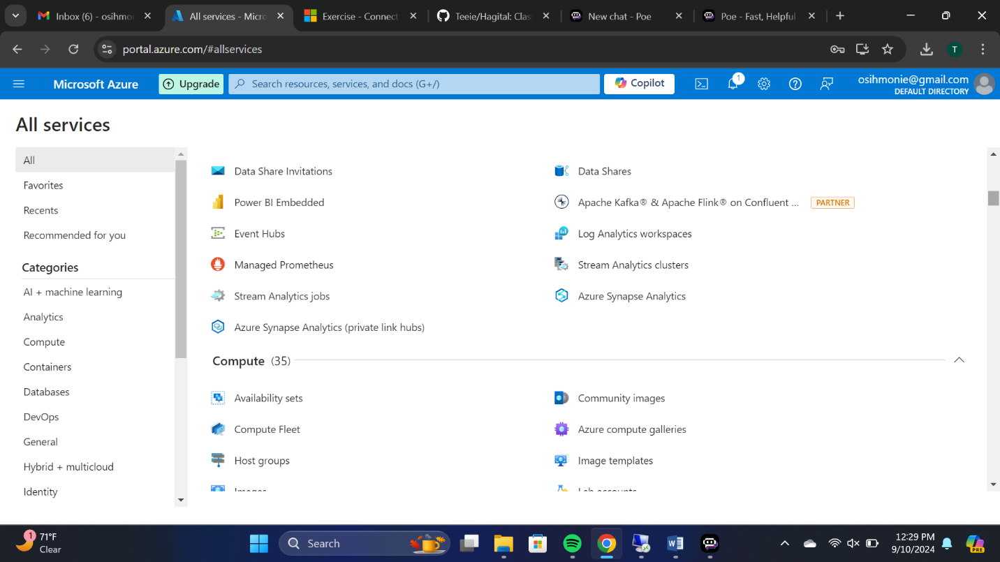 Inbox (6) - osihmo
All services - Micro
Exercise - Connect
Teeie/Hagital: Clas
New chat - Poe
Poe - Fast, Helpful
portal.azure.com/#allservices
T
Microsoft Azure
Upgrade
Search resources, services, and docs (G+/)
Copilot
1
osihmonie@gmail.com
DEFAULT DIRECTORY
All services
All
Favorites
Recents
Recommended for you
Categories
AI + machine learning
Analytics
Compute
Containers
Databases
DevOps
General
Hybrid + multicloud
Identity
Data Share Invitations
Data Shares
Power BI Embedded
Apache Kafka® & Apache Flink® on Confluent ...
PARTNER
Event Hubs
Log Analytics workspaces
Managed Prometheus
Stream Analytics clusters
Stream Analytics jobs
Azure Synapse Analytics
Azure Synapse Analytics (private link hubs)
Compute (35)
Availability sets
Community images
Compute Fleet
Azure compute galleries
Host groups
Image templates
Images
Lab accounts
1
71°F
Clear
Search
12:29 PM
9/10/2024
PRE